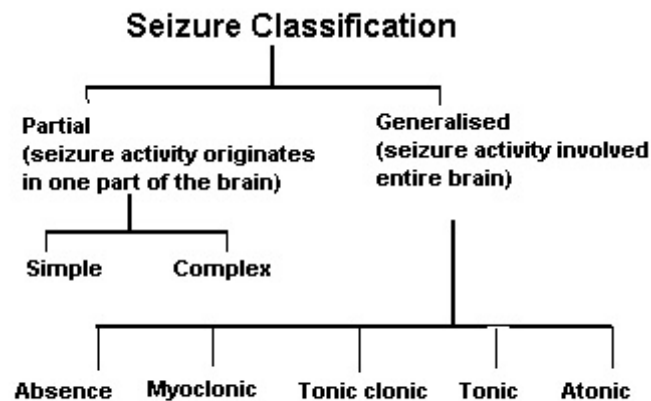 Seizure Classification
Partial
(seizure activity originates
in one part of the brain)
Generalised
(seizure activity involved
entire brain)
Simple
Complex
Absence
Myoclonic
Tonic clonic
Tonic
Atonic